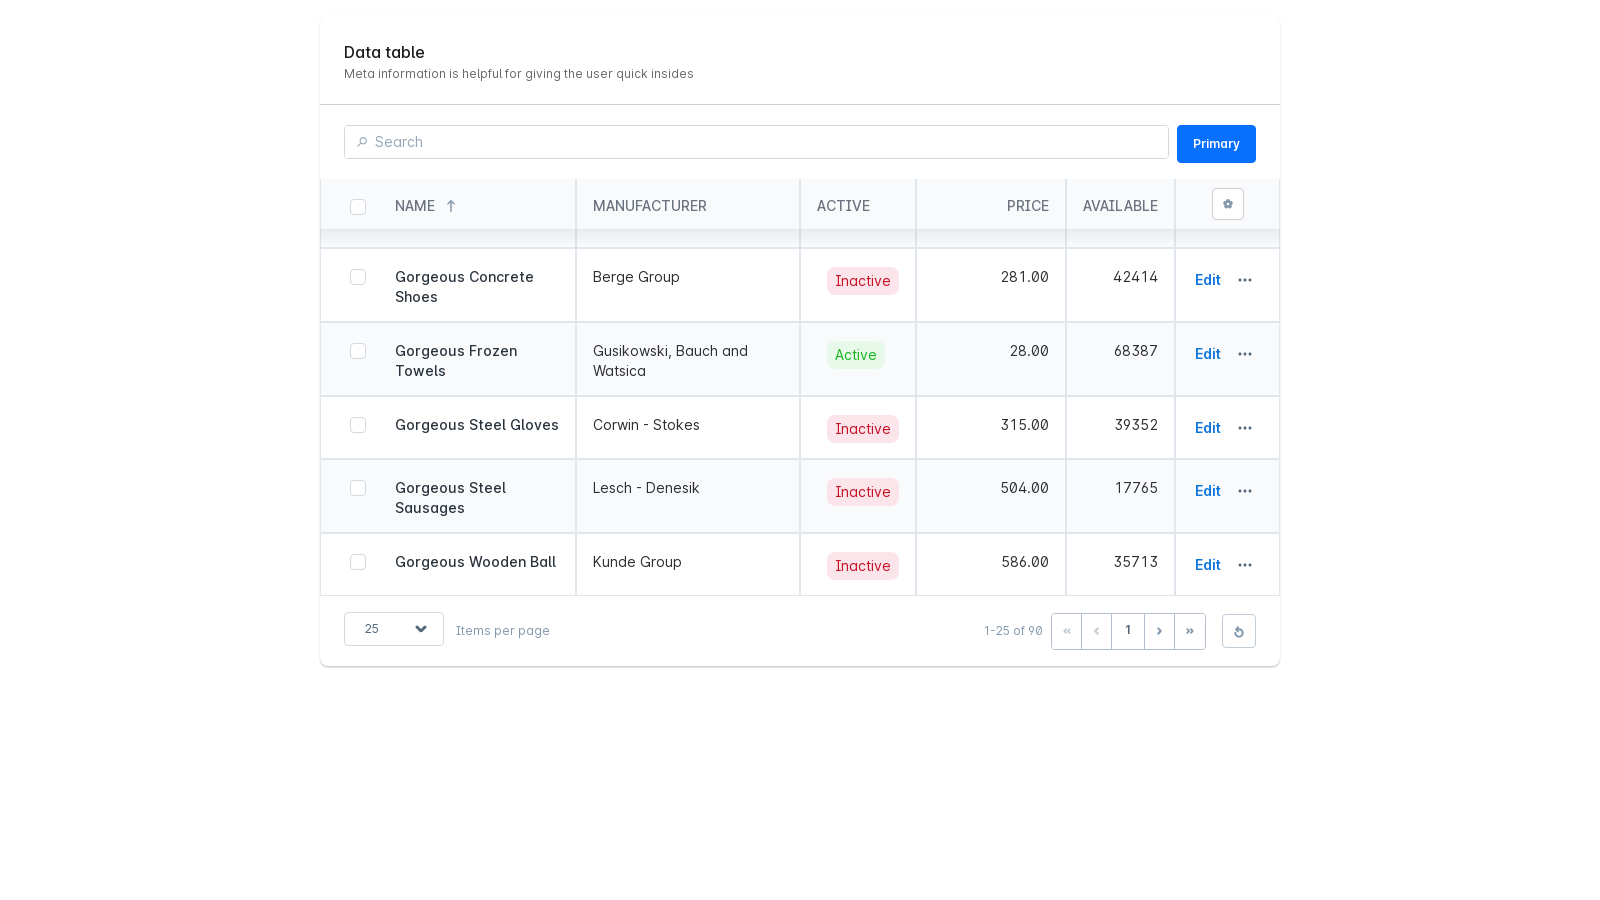 Data table
Meta information is helpful for giving the user quick insides
Search
Primary
NAME MANUFACTURER ACTIVE PRICE AVAILABLE
Gorgeous Concrete Berge Group Inactive 281.00 42414 Edit
Shoes
Gorgeous Frozen Gusikowski, Bauch and Active 28.00 68387 Edit
Towels Watsica
Gorgeous Steel Gloves Corwin - Stokes Inactive 315.00 39352 Edit
Gorgeous Steel Lesch - Denesik Inactive 504.00 17765 Edit
Sausages
Gorgeous Wooden Ball Kunde Group Inactive 586.00 35713 Edit
25 Items per page 1-25 of 90 « ‹ 1 › »